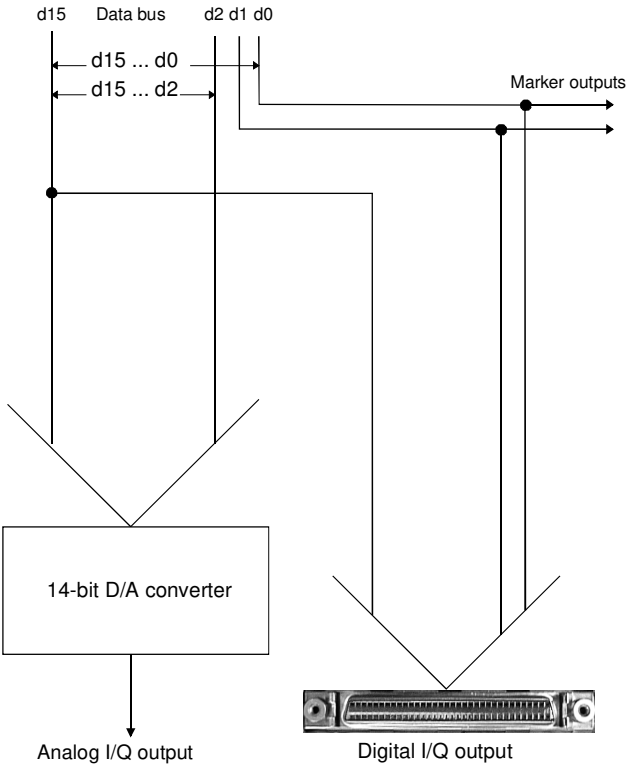 d15 Data bus d2 d1 d0
d15 ... d0
d15 ... d2
Marker outputs
14-bit D/A converter
Analog I/Q output
Digital I/Q output